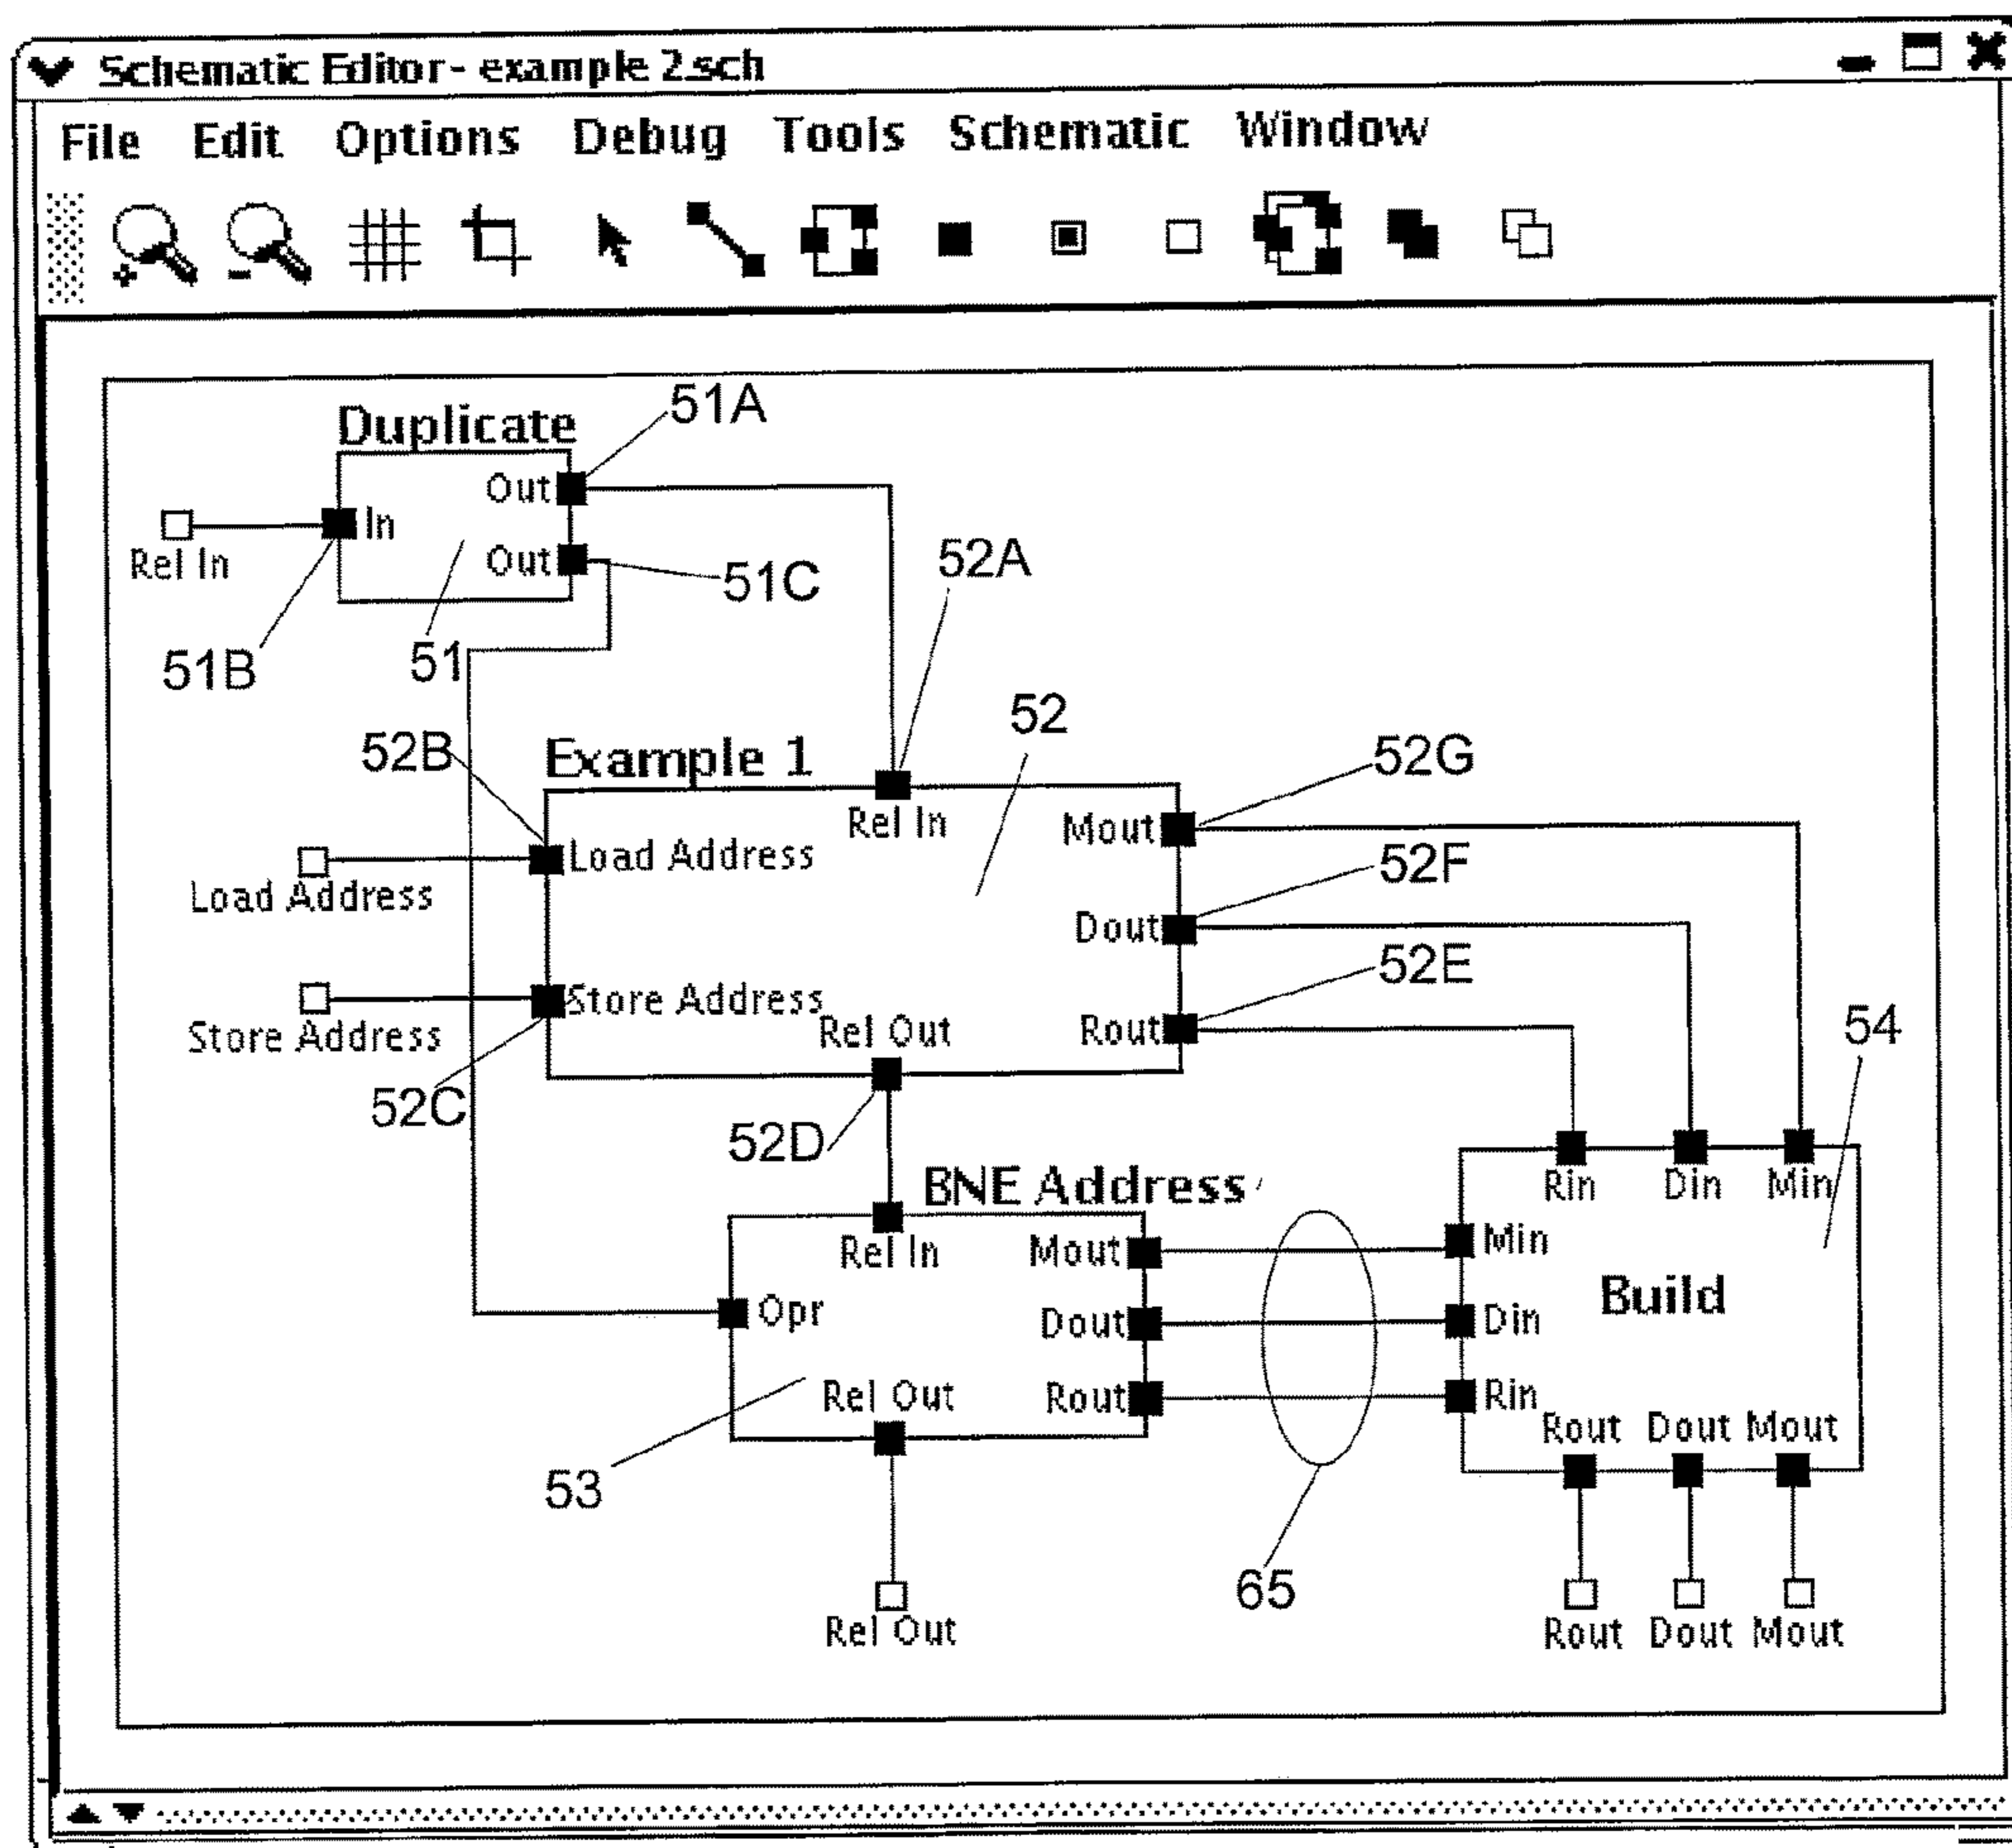 Schematic Editor- example 2.sch
File Edit Options Debug Tools Schematic Window
51A
Duplicate
Out
In
Rel In
Out
51C
52A
51B
51
52
52B
Example 1
52G
Rel In
Mout
Load Address
52F
Load Address
Dout
52E
Store Address
Store Address
Rel Out
Rout
54
52C
52D
BNE Address
Rin Din Min
Rel In
Mout
Min
Build
Opr
Dout
Din
Rel Out
Rout
Rin
Rout Dout Mout
53
65
Rel Out
Rout Dout Mout